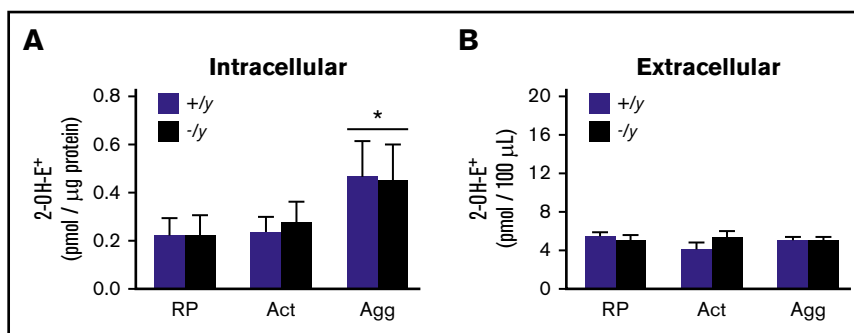 A
Intracellular
2-OH-E+
(pmol / µg protein)
0.8
0.6
0.4
0.2
0.0
+/y
-/y
*
RP Act Agg
B
Extracellular
2-OH-E+
(pmol / 100 µL)
20
16
12
8
4
0
+/y
-/y
RP Act Agg